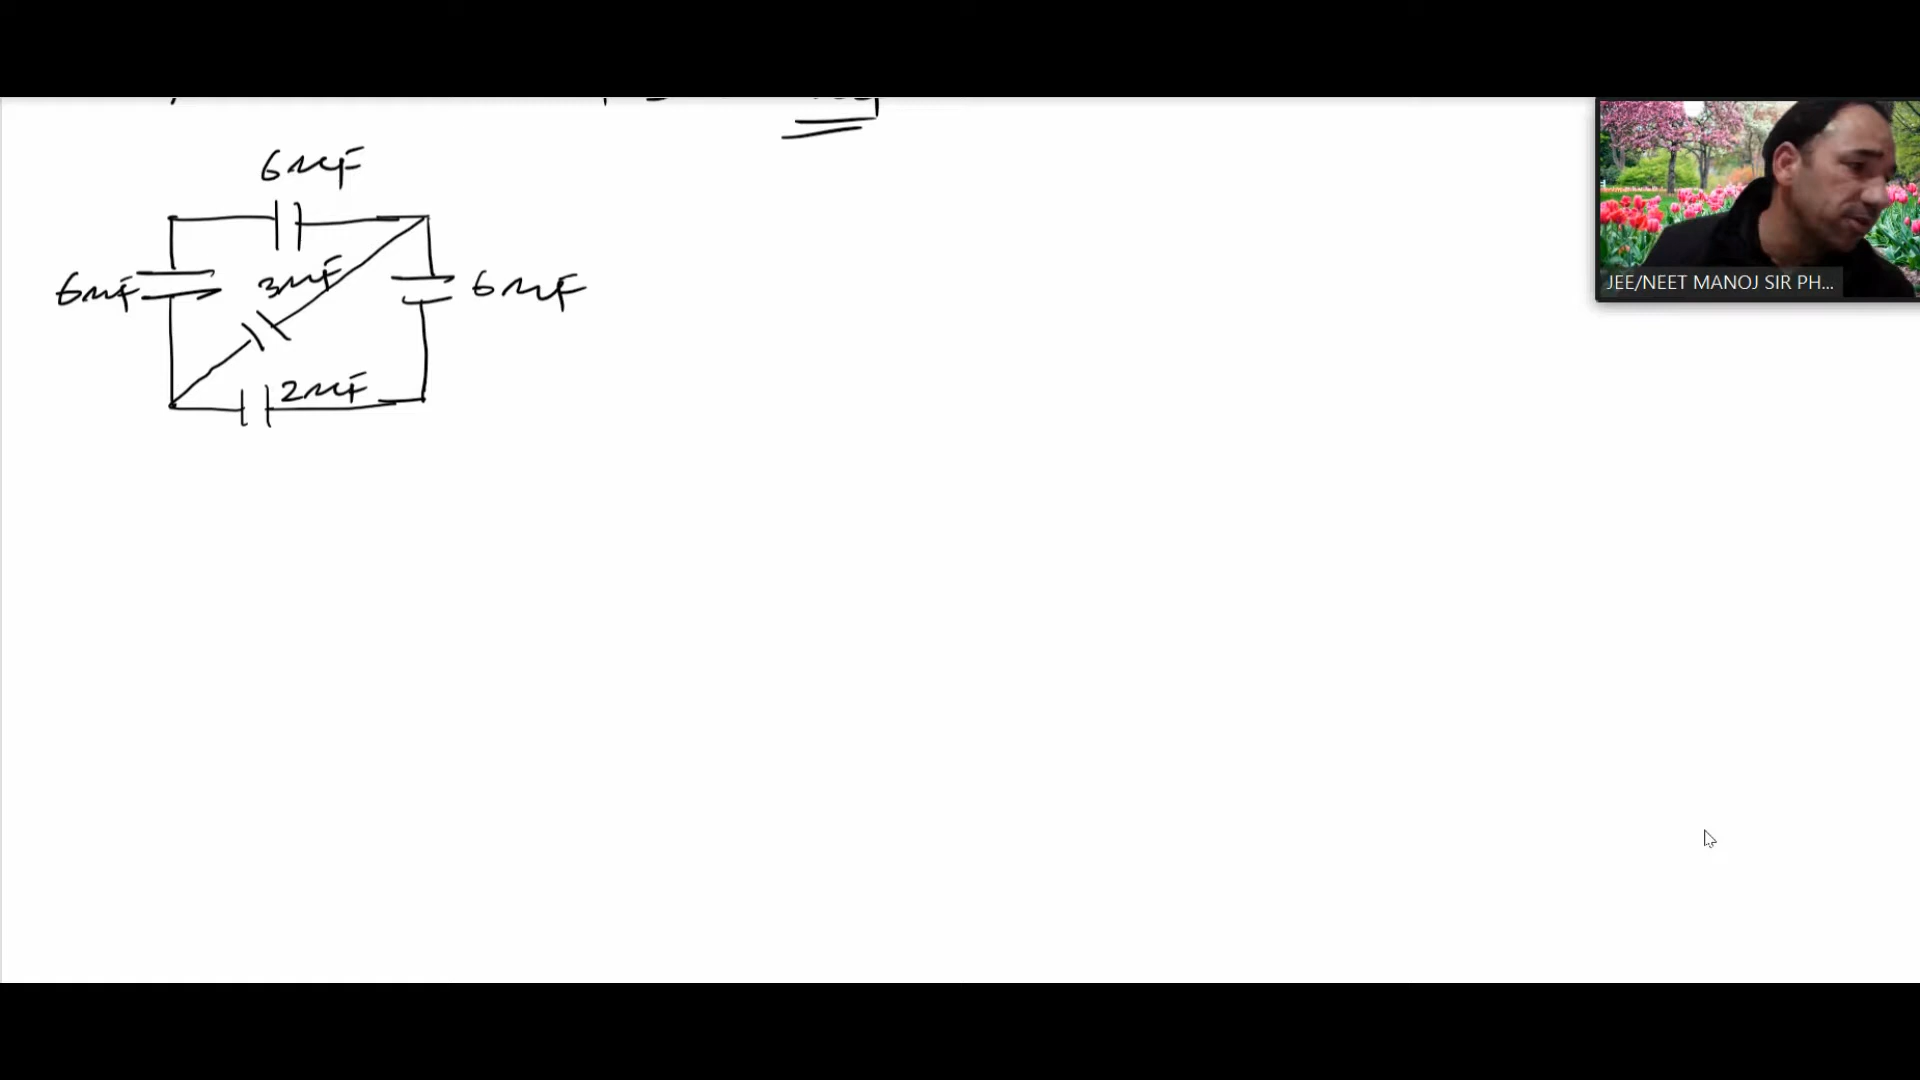 6μF
6μF
3μF
6μF
2μF
JEE/NEET MANOJ SIR PH...